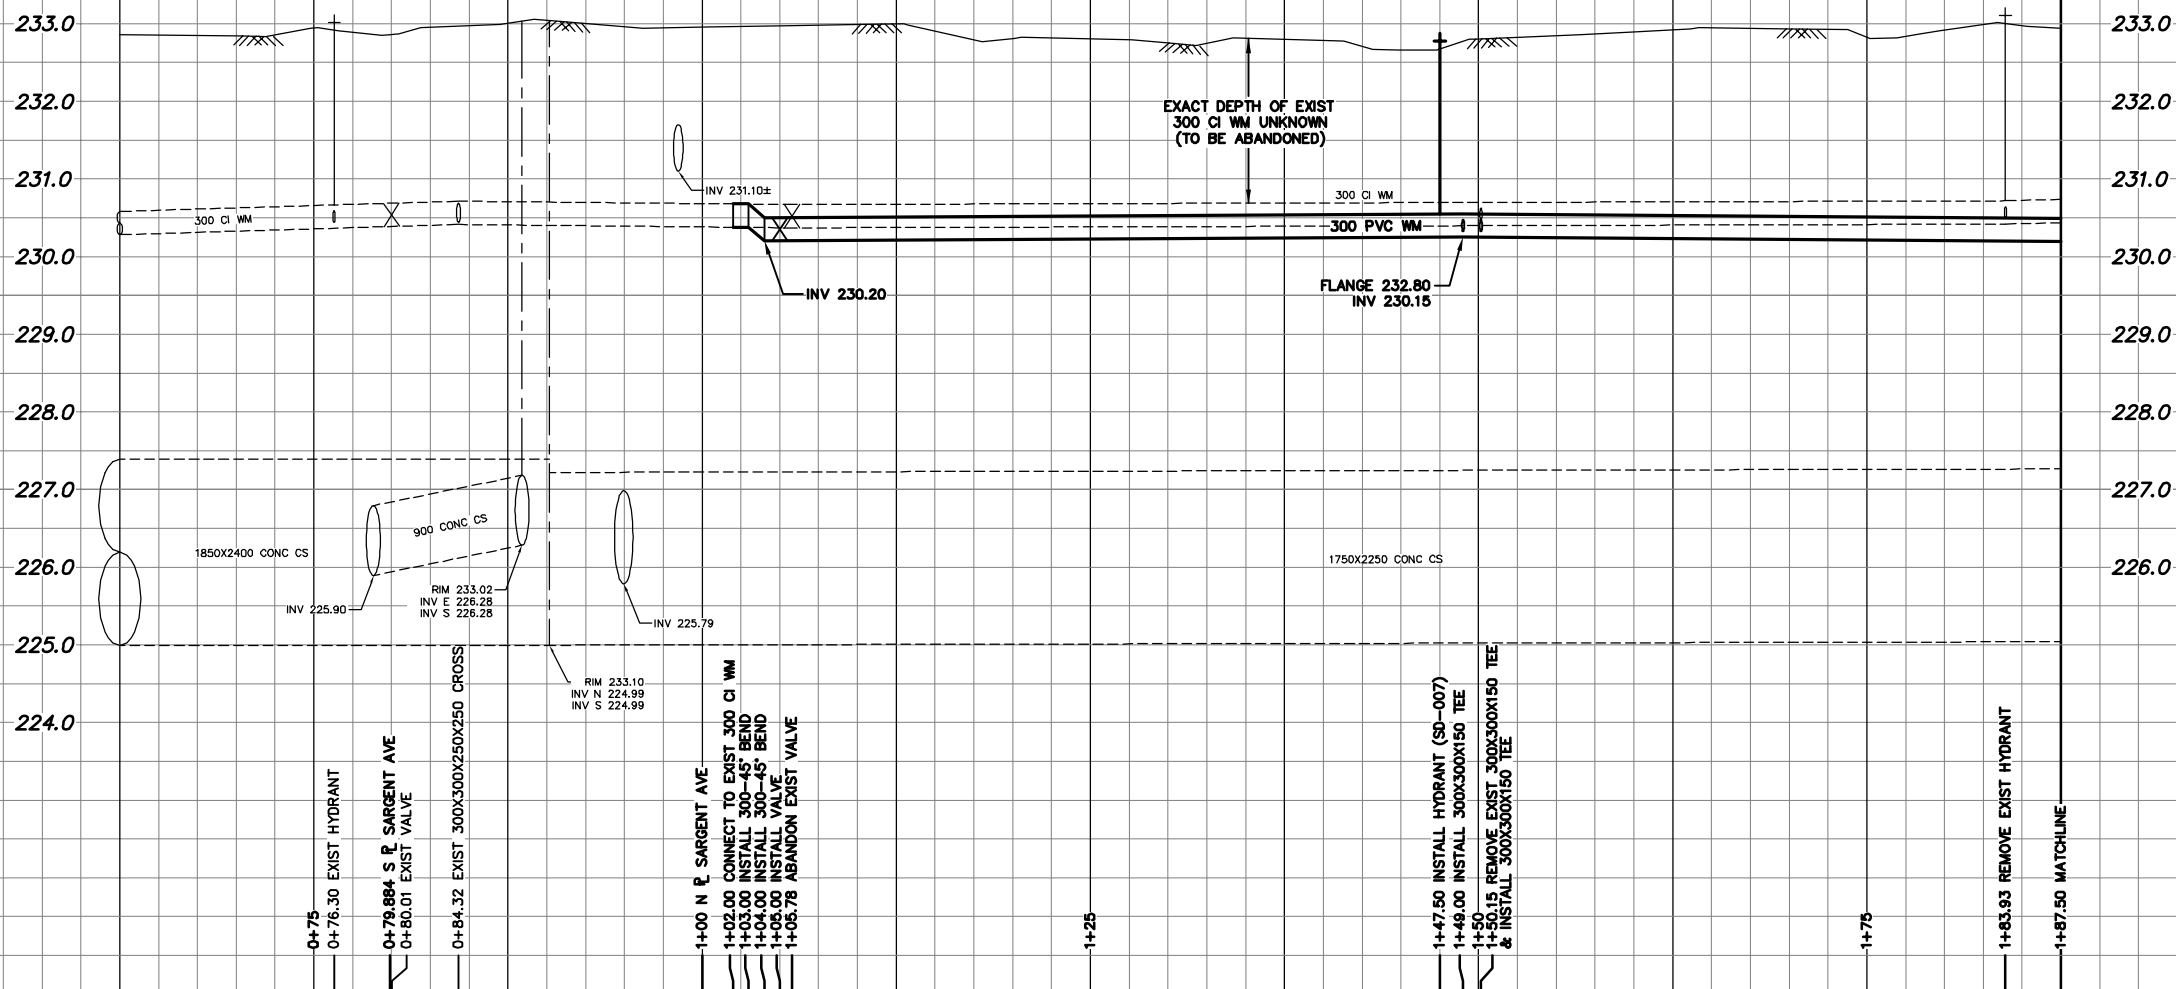 233.0
233.0
232.0
232.0
231.0
231.0
230.0
230.0
229.0
229.0
228.0
228.0
227.0
227.0
226.0
226.0
225.0
225.0
224.0
224.0
EXACT DEPTH OF EXIST
300 CI WM UNKNOWN
(TO BE ABANDONED)
INV 231.10±
300 CI WM
300 CI WM
300 PVC WM
INV 230.20
FLANGE 232.80
INV 230.15
900 CONC CS
1850X2400 CONC CS
1750X2250 CONC CS
INV 225.90
RIM 233.02
INV E 226.28
INV S 226.28
INV 225.79
RIM 233.10
INV N 224.99
INV S 224.99
0+75
0+76.30 EXIST HYDRANT
0+79.884 S PL SARGENT AVE
0+80.01 EXIST VALVE
0+84.32 EXIST 300X300X250X250 CROSS
1+00 N PL SARGENT AVE
1+02.00 CONNECT TO EXIST 300 CI WM
1+03.00 INSTALL 300-45° BEND
1+04.00 INSTALL 300-45° BEND
1+05.00 INSTALL VALVE
1+05.78 ABANDON EXIST VALVE
1+25
1+47.50 INSTALL HYDRANT (SD-007)
1+49.00 INSTALL 300X300X150 TEE
1+50
1+50.15 REMOVE EXIST 300X300X300X150 TEE
& INSTALL 300X300X150 TEE
1+75
1+83.93 REMOVE EXIST HYDRANT
1+87.50 MATCHLINE